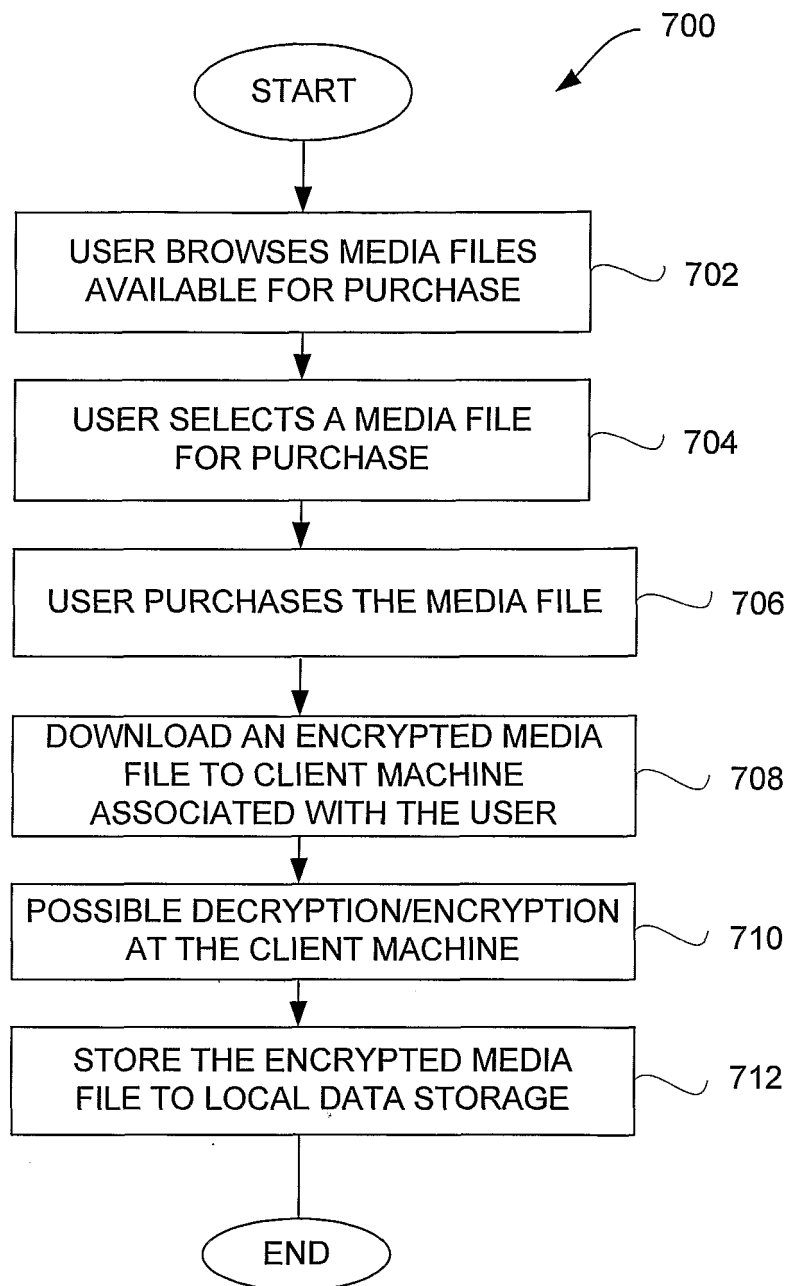 700
START
USER BROWSES MEDIA FILES
AVAILABLE FOR PURCHASE
702
USER SELECTS A MEDIA FILE
FOR PURCHASE
704
USER PURCHASES THE MEDIA FILE
706
DOWNLOAD AN ENCRYPTED MEDIA
FILE TO CLIENT MACHINE
ASSOCIATED WITH THE USER
708
POSSIBLE DECRYPTION/ENCRYPTION
AT THE CLIENT MACHINE
710
STORE THE ENCRYPTED MEDIA
FILE TO LOCAL DATA STORAGE
712
END